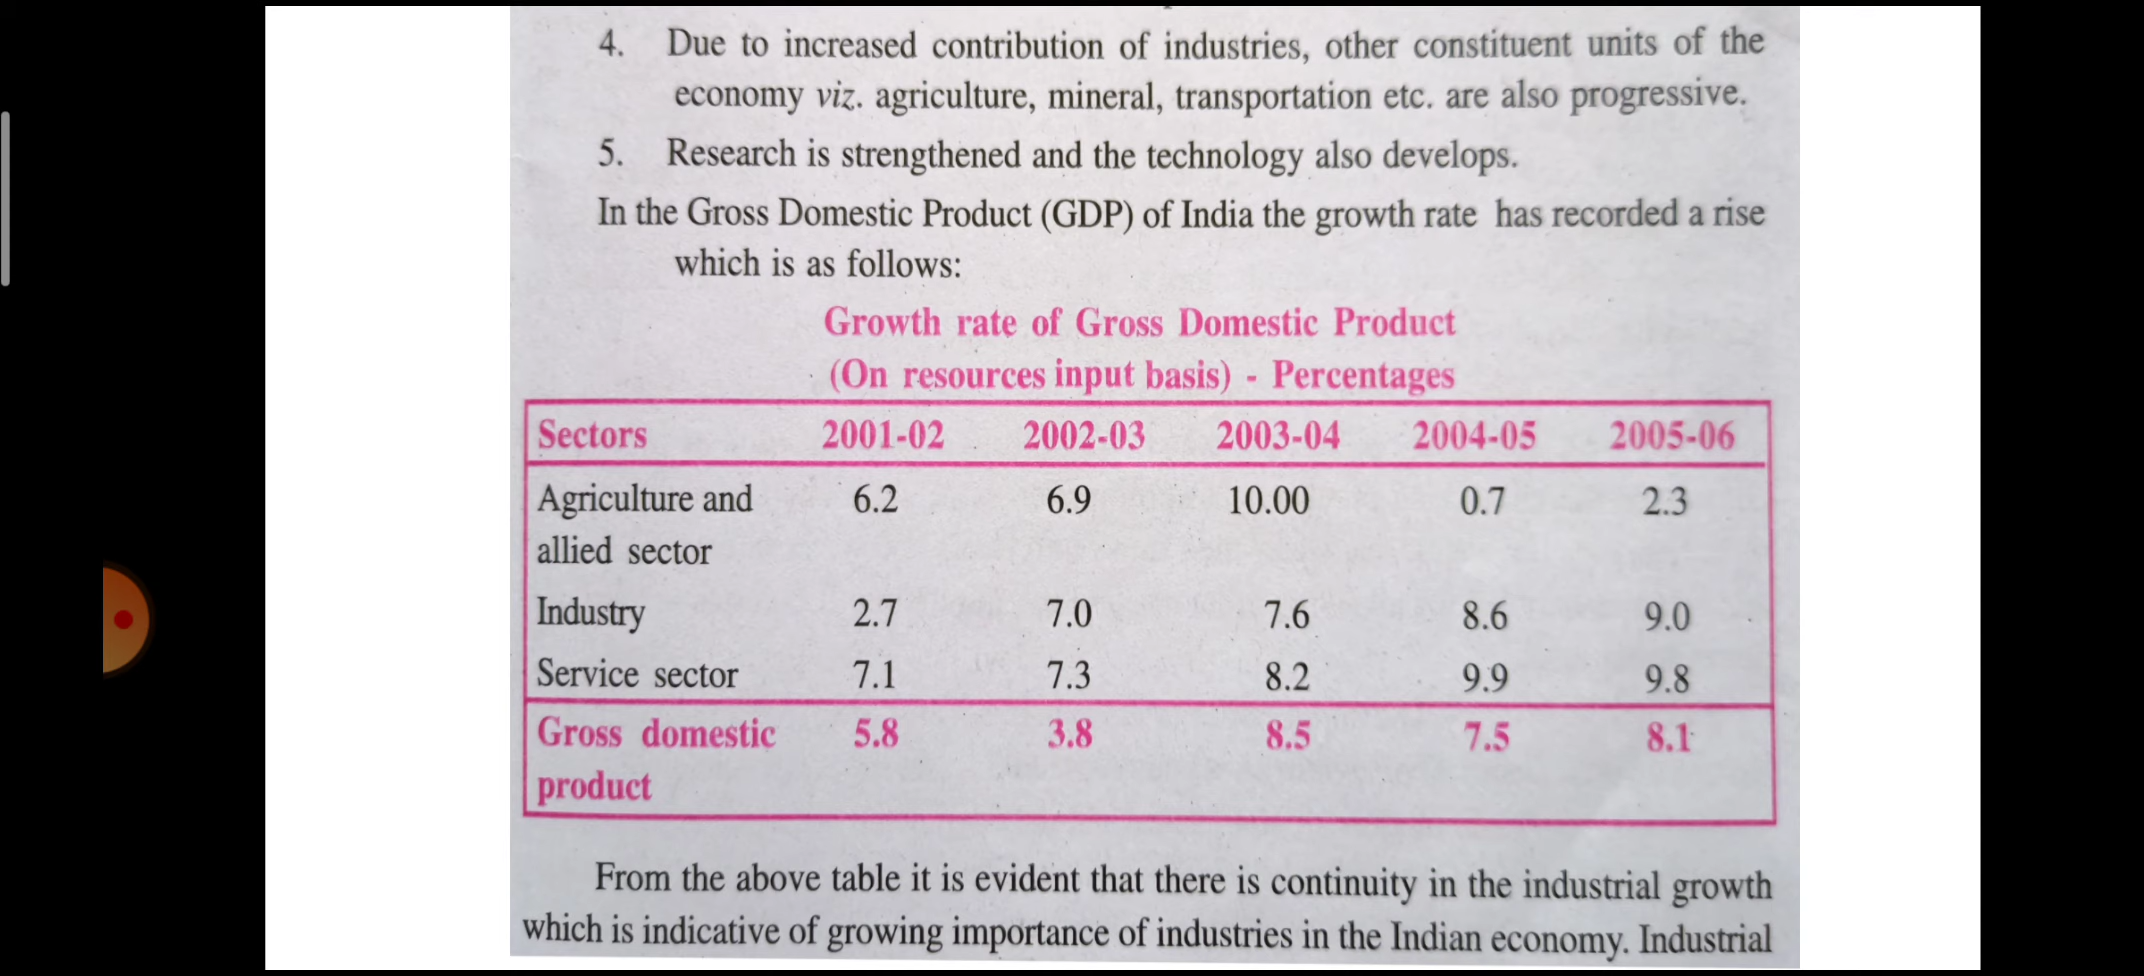 4. Due to increased contribution of industries, other constituent units of the
economy viz. agriculture, mineral, transportation etc. are also progressive.
5. Research is strengthened and the technology also develops.
In the Gross Domestic Product (GDP) of India the growth rate has recorded a rise
which is as follows:
Growth rate of Gross Domestic Product
(On resources input basis) - Percentages
Sectors 2001-02 2002-03 2003-04 2004-05 2005-06
Agriculture and 6.2 6.9 10.00 0.7 2.3
allied sector
Industry 2.7 7.0 7.6 8.6 9.0
Service sector 7.1 7.3 8.2 9.9 9.8
Gross domestic 5.8 3.8 8.5 7.5 8.1
product
From the above table it is evident that there is continuity in the industrial growth
which is indicative of growing importance of industries in the Indian economy. Industrial